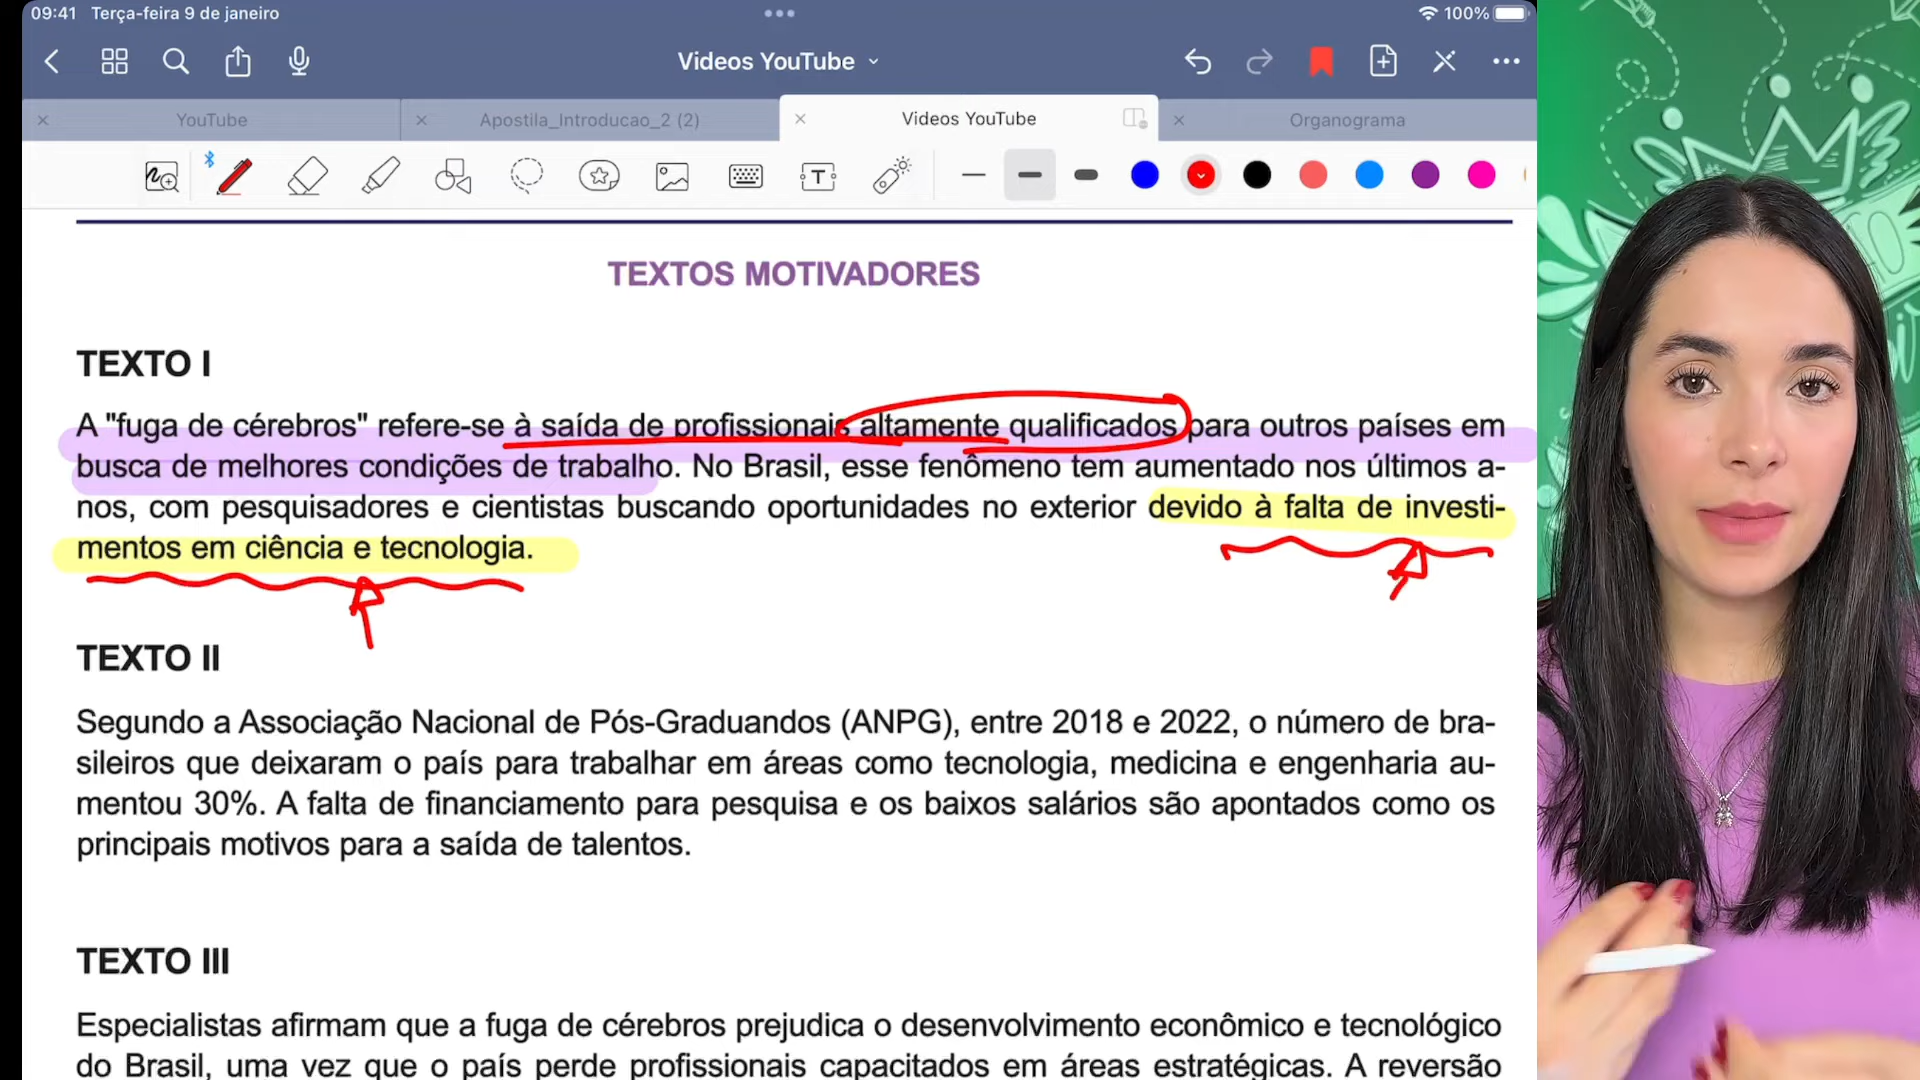 09:41 Terça-feira 9 de janeiro
100%
Videos YouTube
YouTube
Apostila_Introducao_2 (2)
Videos YouTube
Organograma
T
TEXTOS MOTIVADORES
TEXTO I
A "fuga de cérebros" refere-se à saída de profissionais altamente qualificados para outros países em
busca de melhores condições de trabalho. No Brasil, esse fenômeno tem aumentado nos últimos a-
nos, com pesquisadores e cientistas buscando oportunidades no exterior devido à falta de investi-
mentos em ciência e tecnologia.
TEXTO II
Segundo a Associação Nacional de Pós-Graduandos (ANPG), entre 2018 e 2022, o número de bra-
sileiros que deixaram o país para trabalhar em áreas como tecnologia, medicina e engenharia au-
mentou 30%. A falta de financiamento para pesquisa e os baixos salários são apontados como os
principais motivos para a saída de talentos.
TEXTO III
Especialistas afirmam que a fuga de cérebros prejudica o desenvolvimento econômico e tecnológico
do Brasil, uma vez que o país perde profissionais capacitados em áreas estratégicas. A reversão